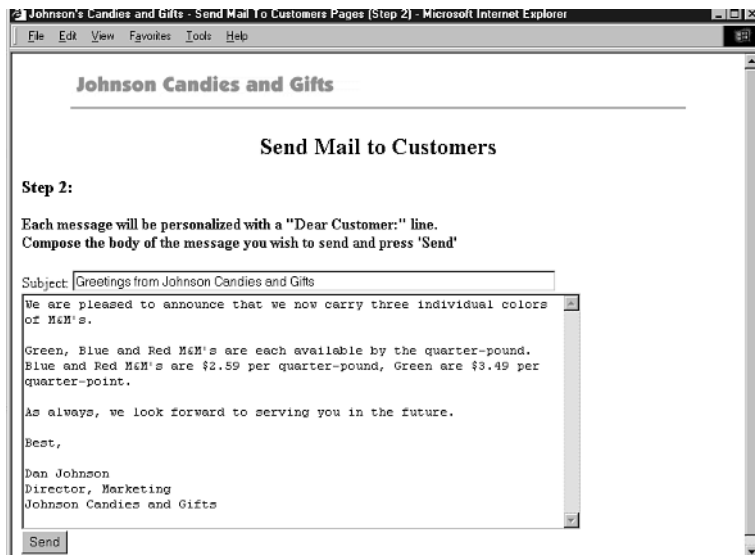 Johnson's Candies and Gifts - Send Mail To Customers Pages (Step 2) - Microsoft Internet Explorer
File Edit View Favorites Tools Help
Johnson Candies and Gifts
Send Mail to Customers
Step 2:
Each message will be personalized with a "Dear Customer:" line.
Compose the body of the message you wish to send and press 'Send'
Subject: Greetings from Johnson Candies and Gifts
We are pleased to announce that we now carry three individual colors
of M&M's.
Green, Blue and Red M&M's are each available by the quarter-pound.
Blue and Red M&M's are $2.59 per quarter-pound, Green are $3.49 per
quarter-point.
As always, we look forward to serving you in the future.
Best,
Dan Johnson
Director, Marketing
Johnson Candies and Gifts
Send